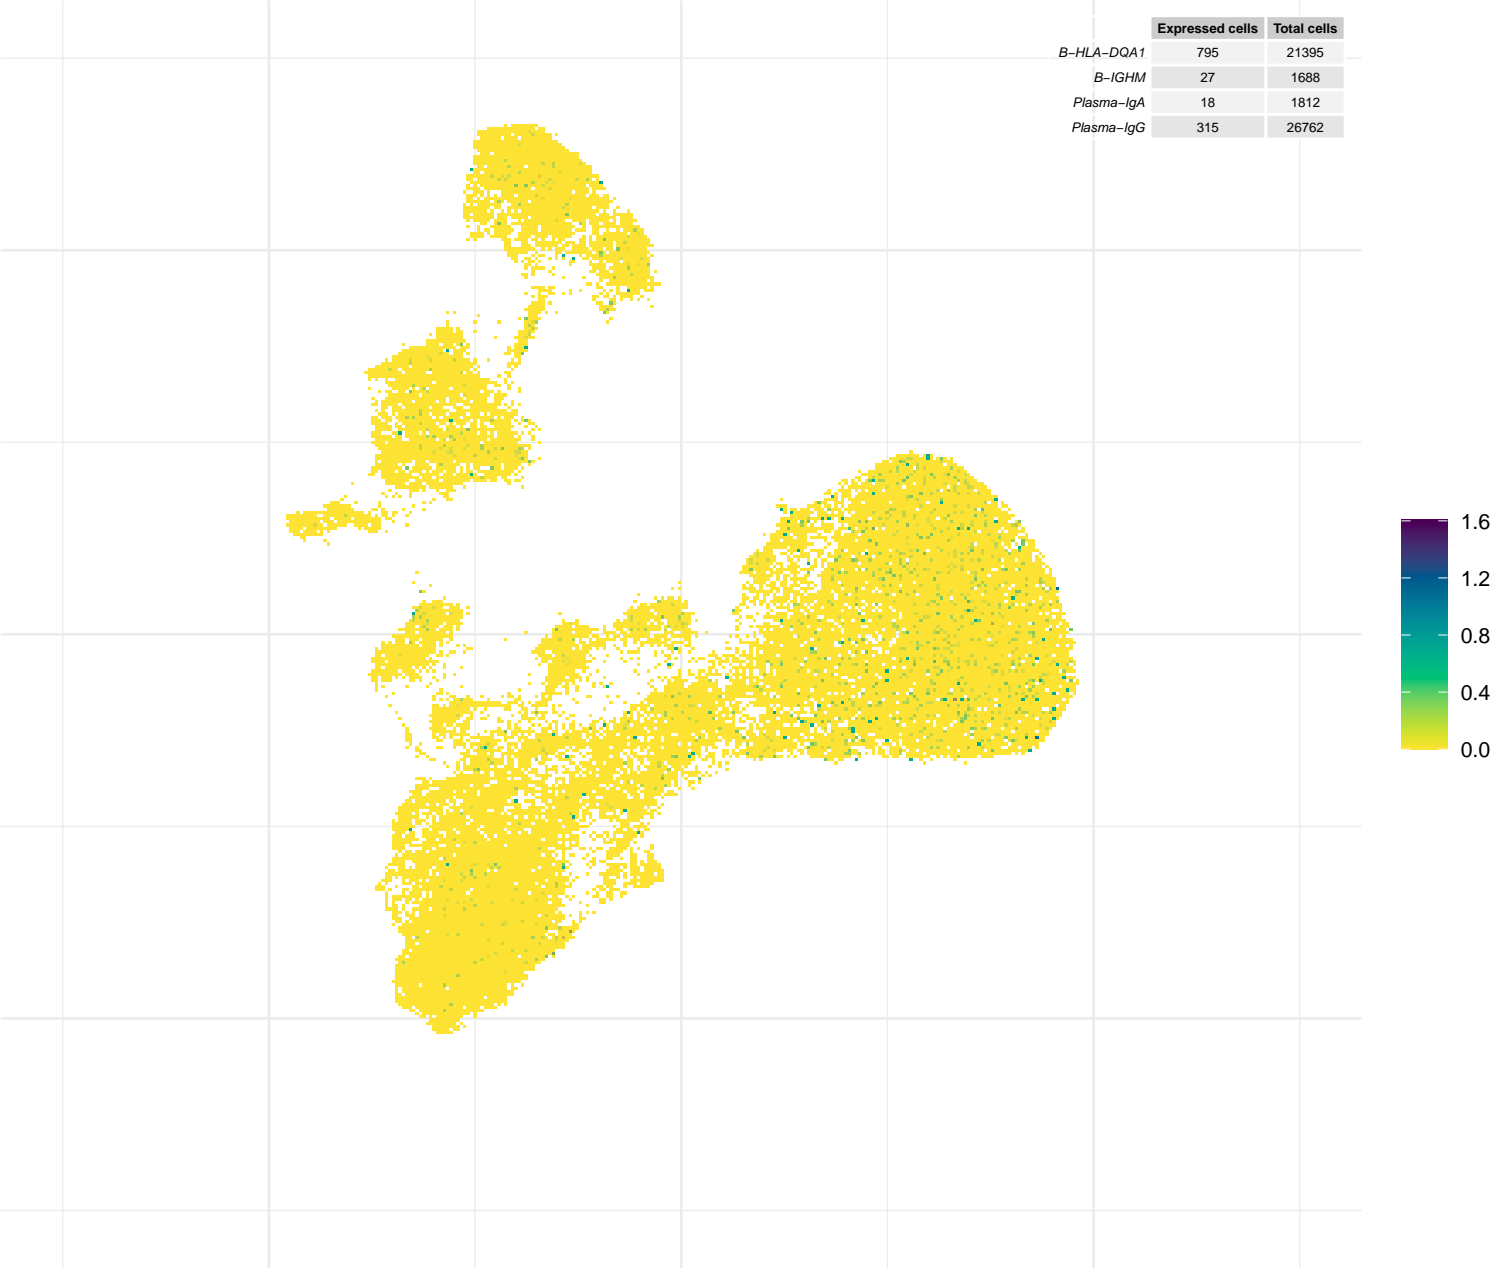 Expressed cells Total cells
B−HLA−DQA1 795 21395
B−IGHM 27 1688
Plasma−IgA 18 1812
Plasma−IgG 315 26762
1.6
1.2
0.8
0.4
0.0